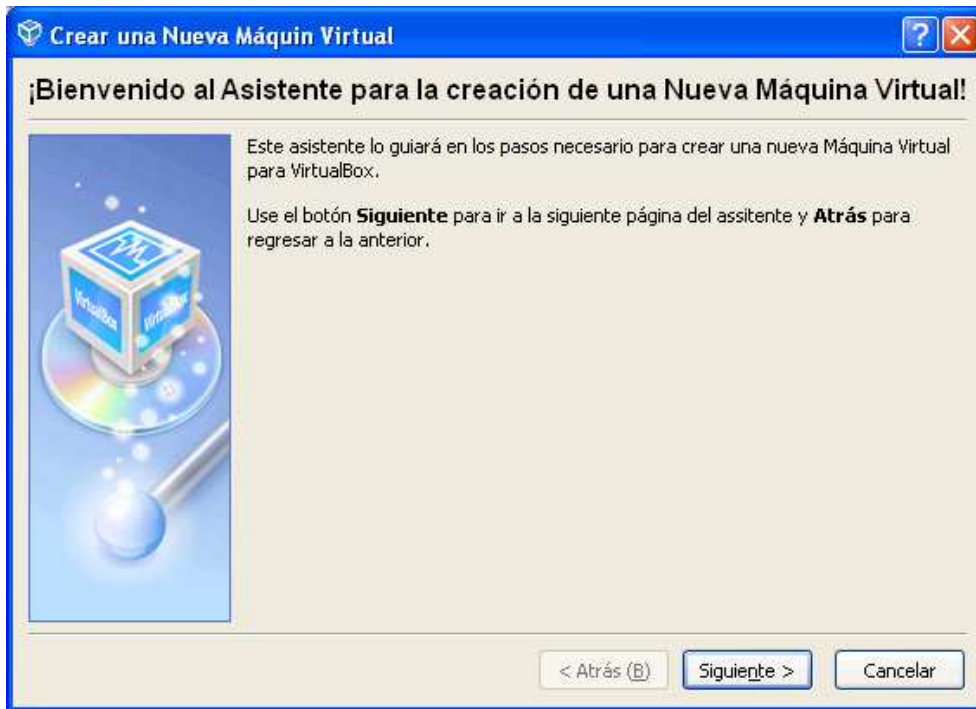 Crear una Nueva Máquin Virtual
¡Bienvenido al Asistente para la creación de una Nueva Máquina Virtual!
Este asistente lo guiará en los pasos necesario para crear una nueva Máquina Virtual
para VirtualBox.
Use el botón Siguiente para ir a la siguiente página del assitente y Atrás para
regresar a la anterior.
VirtualBox
VirtualBox
< Atrás (B)
Siguiente >
Cancelar